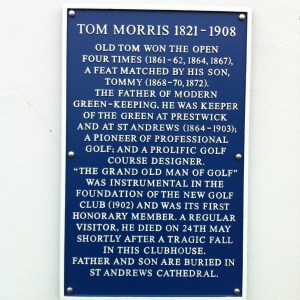 TOM MORRIS 1821-1908
OLD TOM WON THE OPEN
FOUR TIMES (1861-62, 1864, 1867),
A FEAT MATCHED BY HIS SON,
TOMMY (1868-70, 1872).
THE FATHER OF MODERN
GREEN-KEEPING, HE WAS KEEPER
OF THE GREEN AT PRESTWICK
AND AT ST ANDREWS (1864-1903);
A PIONEER OF PROFESSIONAL
GOLF; AND A PROLIFIC GOLF
COURSE DESIGNER.
"THE GRAND OLD MAN OF GOLF"
WAS INSTRUMENTAL IN THE
FOUNDATION OF THE NEW GOLF
CLUB (1902) AND WAS ITS FIRST
HONORARY MEMBER. A REGULAR
VISITOR, HE DIED ON 24TH MAY
SHORTLY AFTER A TRAGIC FALL
IN THIS CLUBHOUSE.
FATHER AND SON ARE BURIED IN
ST ANDREWS CATHEDRAL.